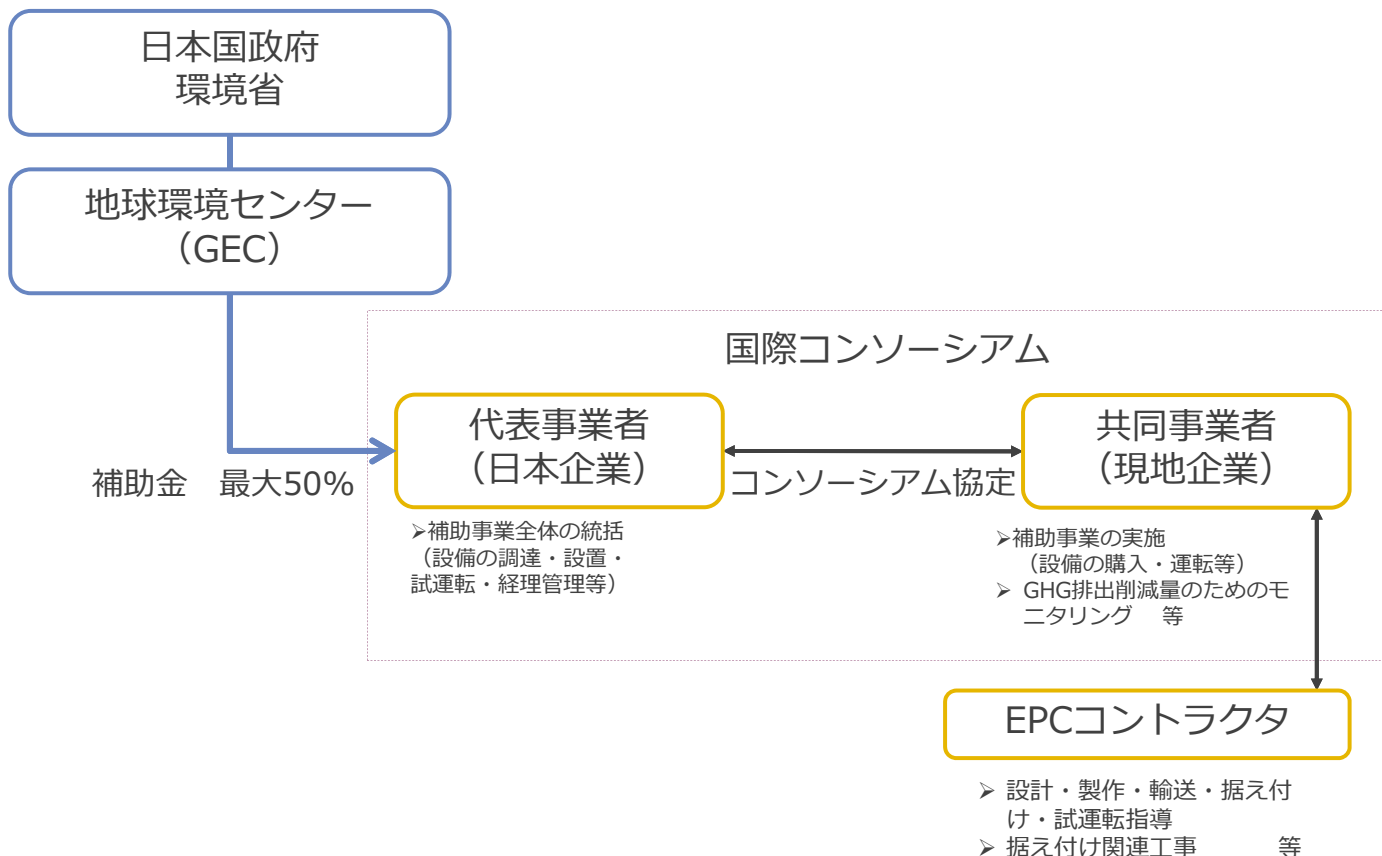 日本国政府
環境省
地球環境センター
（GEC）
国際コンソーシアム
代表事業者
（日本企業）
共同事業者
（現地企業）
補助金　最大50%
コンソーシアム協定
➢補助事業全体の統括
（設備の調達・設置・
試運転・経理管理等）
➢補助事業の実施
（設備の購入・運転等）
➢ GHG排出削減量のためのモ
ニタリング　等
EPCコントラクタ
➢ 設計・製作・輸送・据え付
け・試運転指導
➢ 据え付け関連工事　　　等